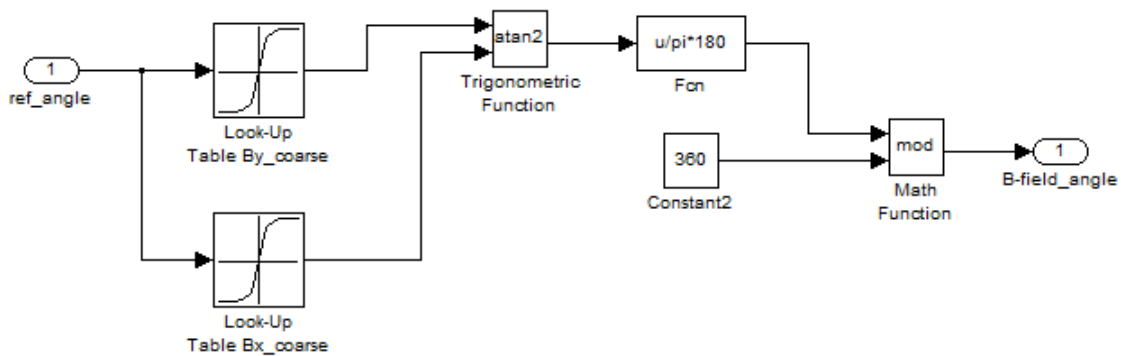 1
ref_angle
Look-Up
Table By_coarse
Look-Up
Table Bx_coarse
atan2
Trigonometric
Function
u/pi*180
Fcn
360
Constant2
mod
Math
Function
1
B-field_angle